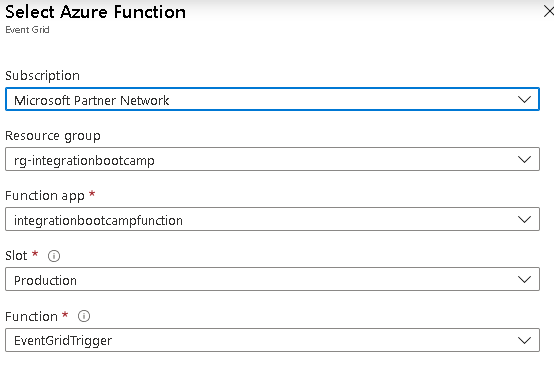 Select Azure Function
Event Grid
Subscription
Microsoft Partner Network
Resource group
rg-integrationbootcamp
Function app *
integrationbootcampfunction
Slot *
Production
Function *
EventGridTrigger